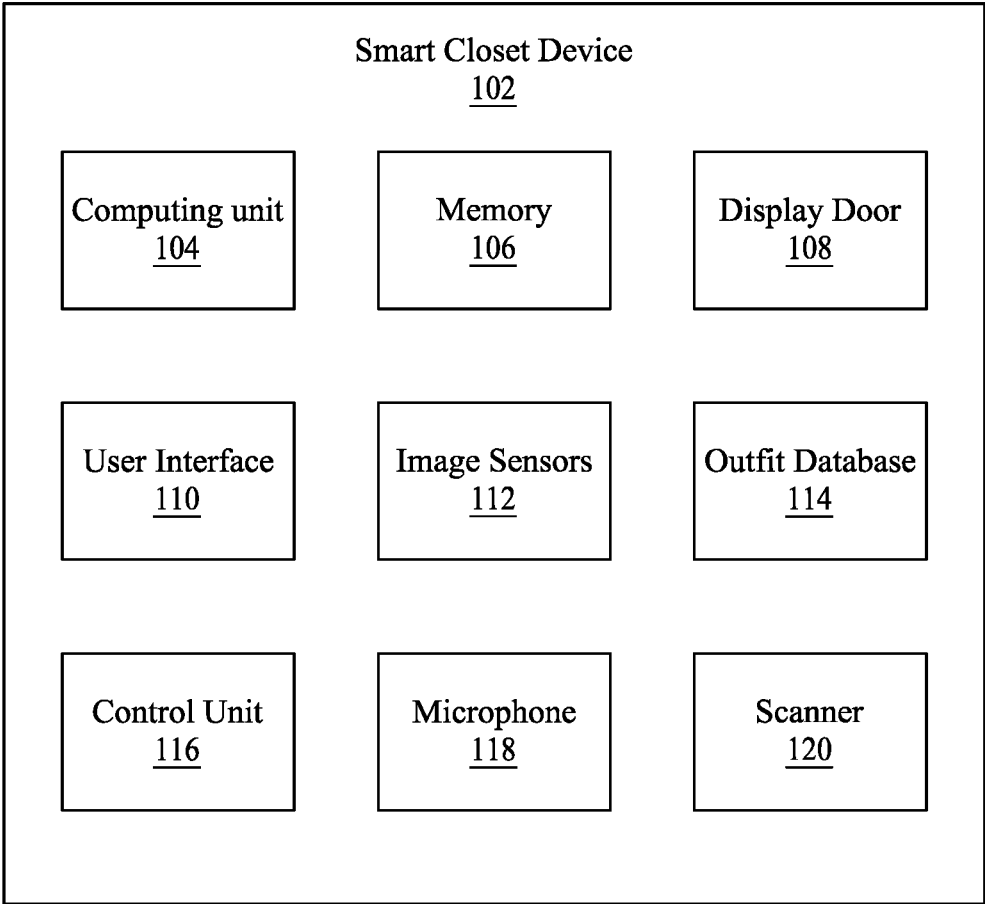 Smart Closet Device
102
Computing unit
104
Memory
106
Display Door
108
User Interface
110
Image Sensors
112
Outfit Database
114
Control Unit
116
Microphone
118
Scanner
120